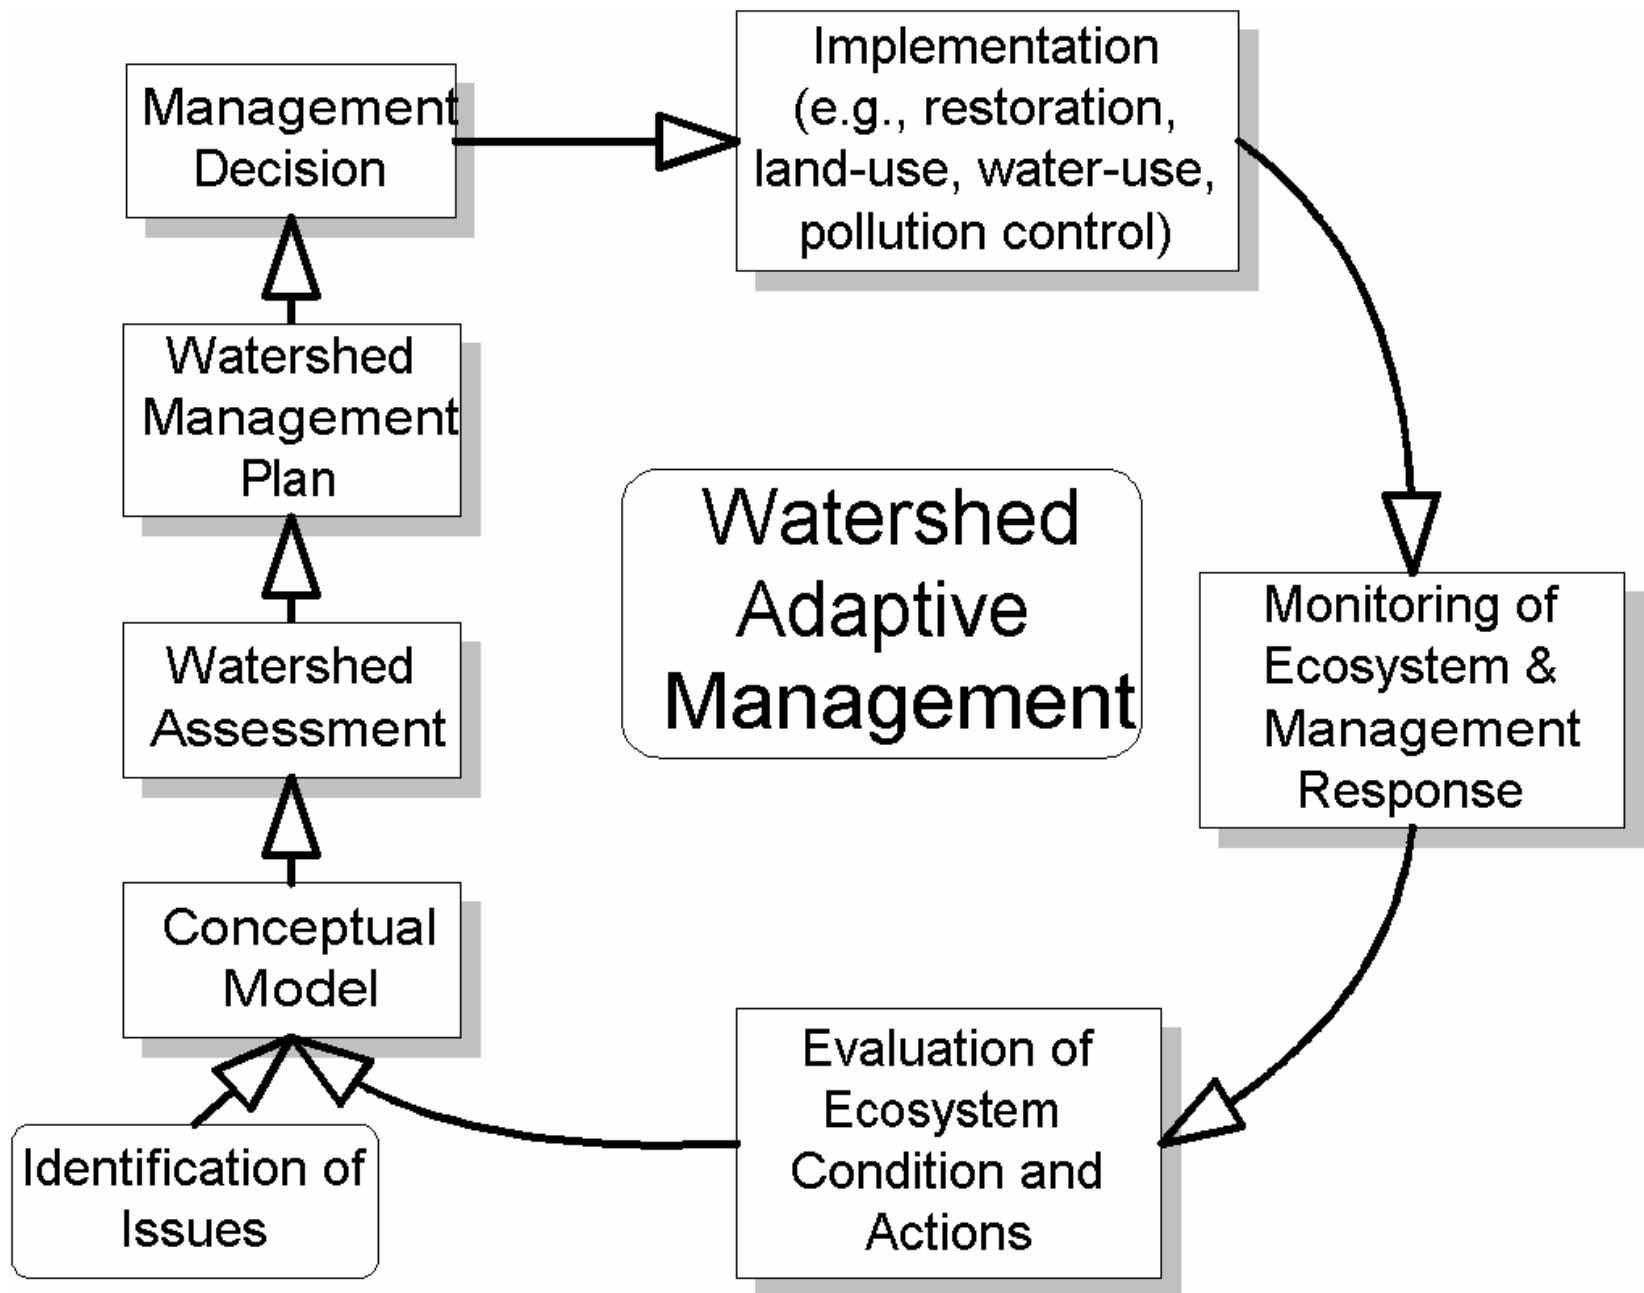 Management
Decision
Implementation
(e.g., restoration,
land-use, water-use,
pollution control)
Watershed
Management
Plan
Watershed
Adaptive
Management
Watershed
Assessment
Monitoring of
Ecosystem &
Management
Response
Conceptual
Model
Evaluation of
Ecosystem
Condition and
Actions
Identification of
Issues